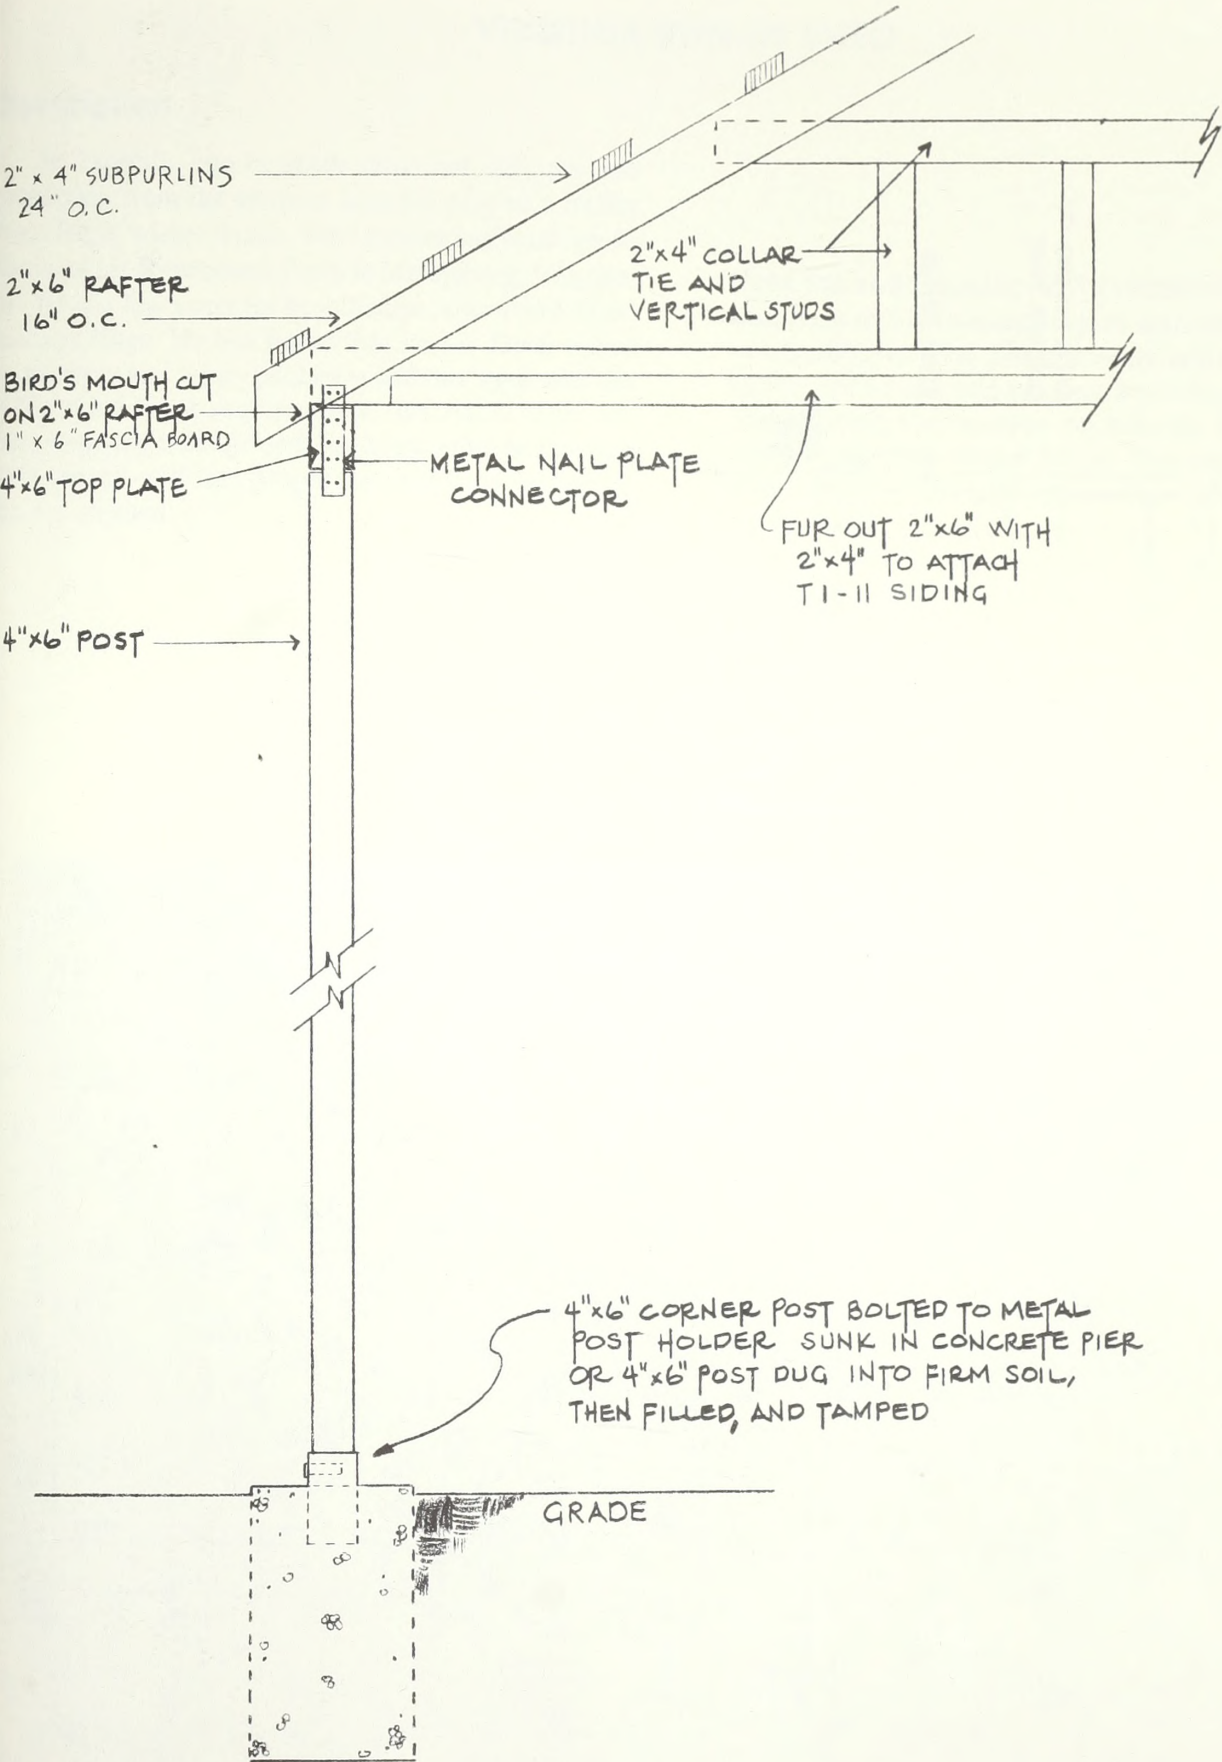 2" x 4" SUBPURLINS
24" O.C.
2"x6" RAFTER
16" O.C.
BIRD'S MOUTH CUT
ON 2"x6" RAFTER
1" x 6" FASCIA BOARD
4"x6" TOP PLATE
4"x6" POST
2"x4" COLLAR
TIE AND
VERTICAL STUDS
METAL NAIL PLATE
CONNECTOR
FUR OUT 2"x6" WITH
2"x4" TO ATTACH
T1-11 SIDING
4"x6" CORNER POST BOLTED TO METAL
POST HOLDER SUNK IN CONCRETE PIER
OR 4"x6" POST DUG INTO FIRM SOIL,
THEN FILLED, AND TAMPED
GRADE